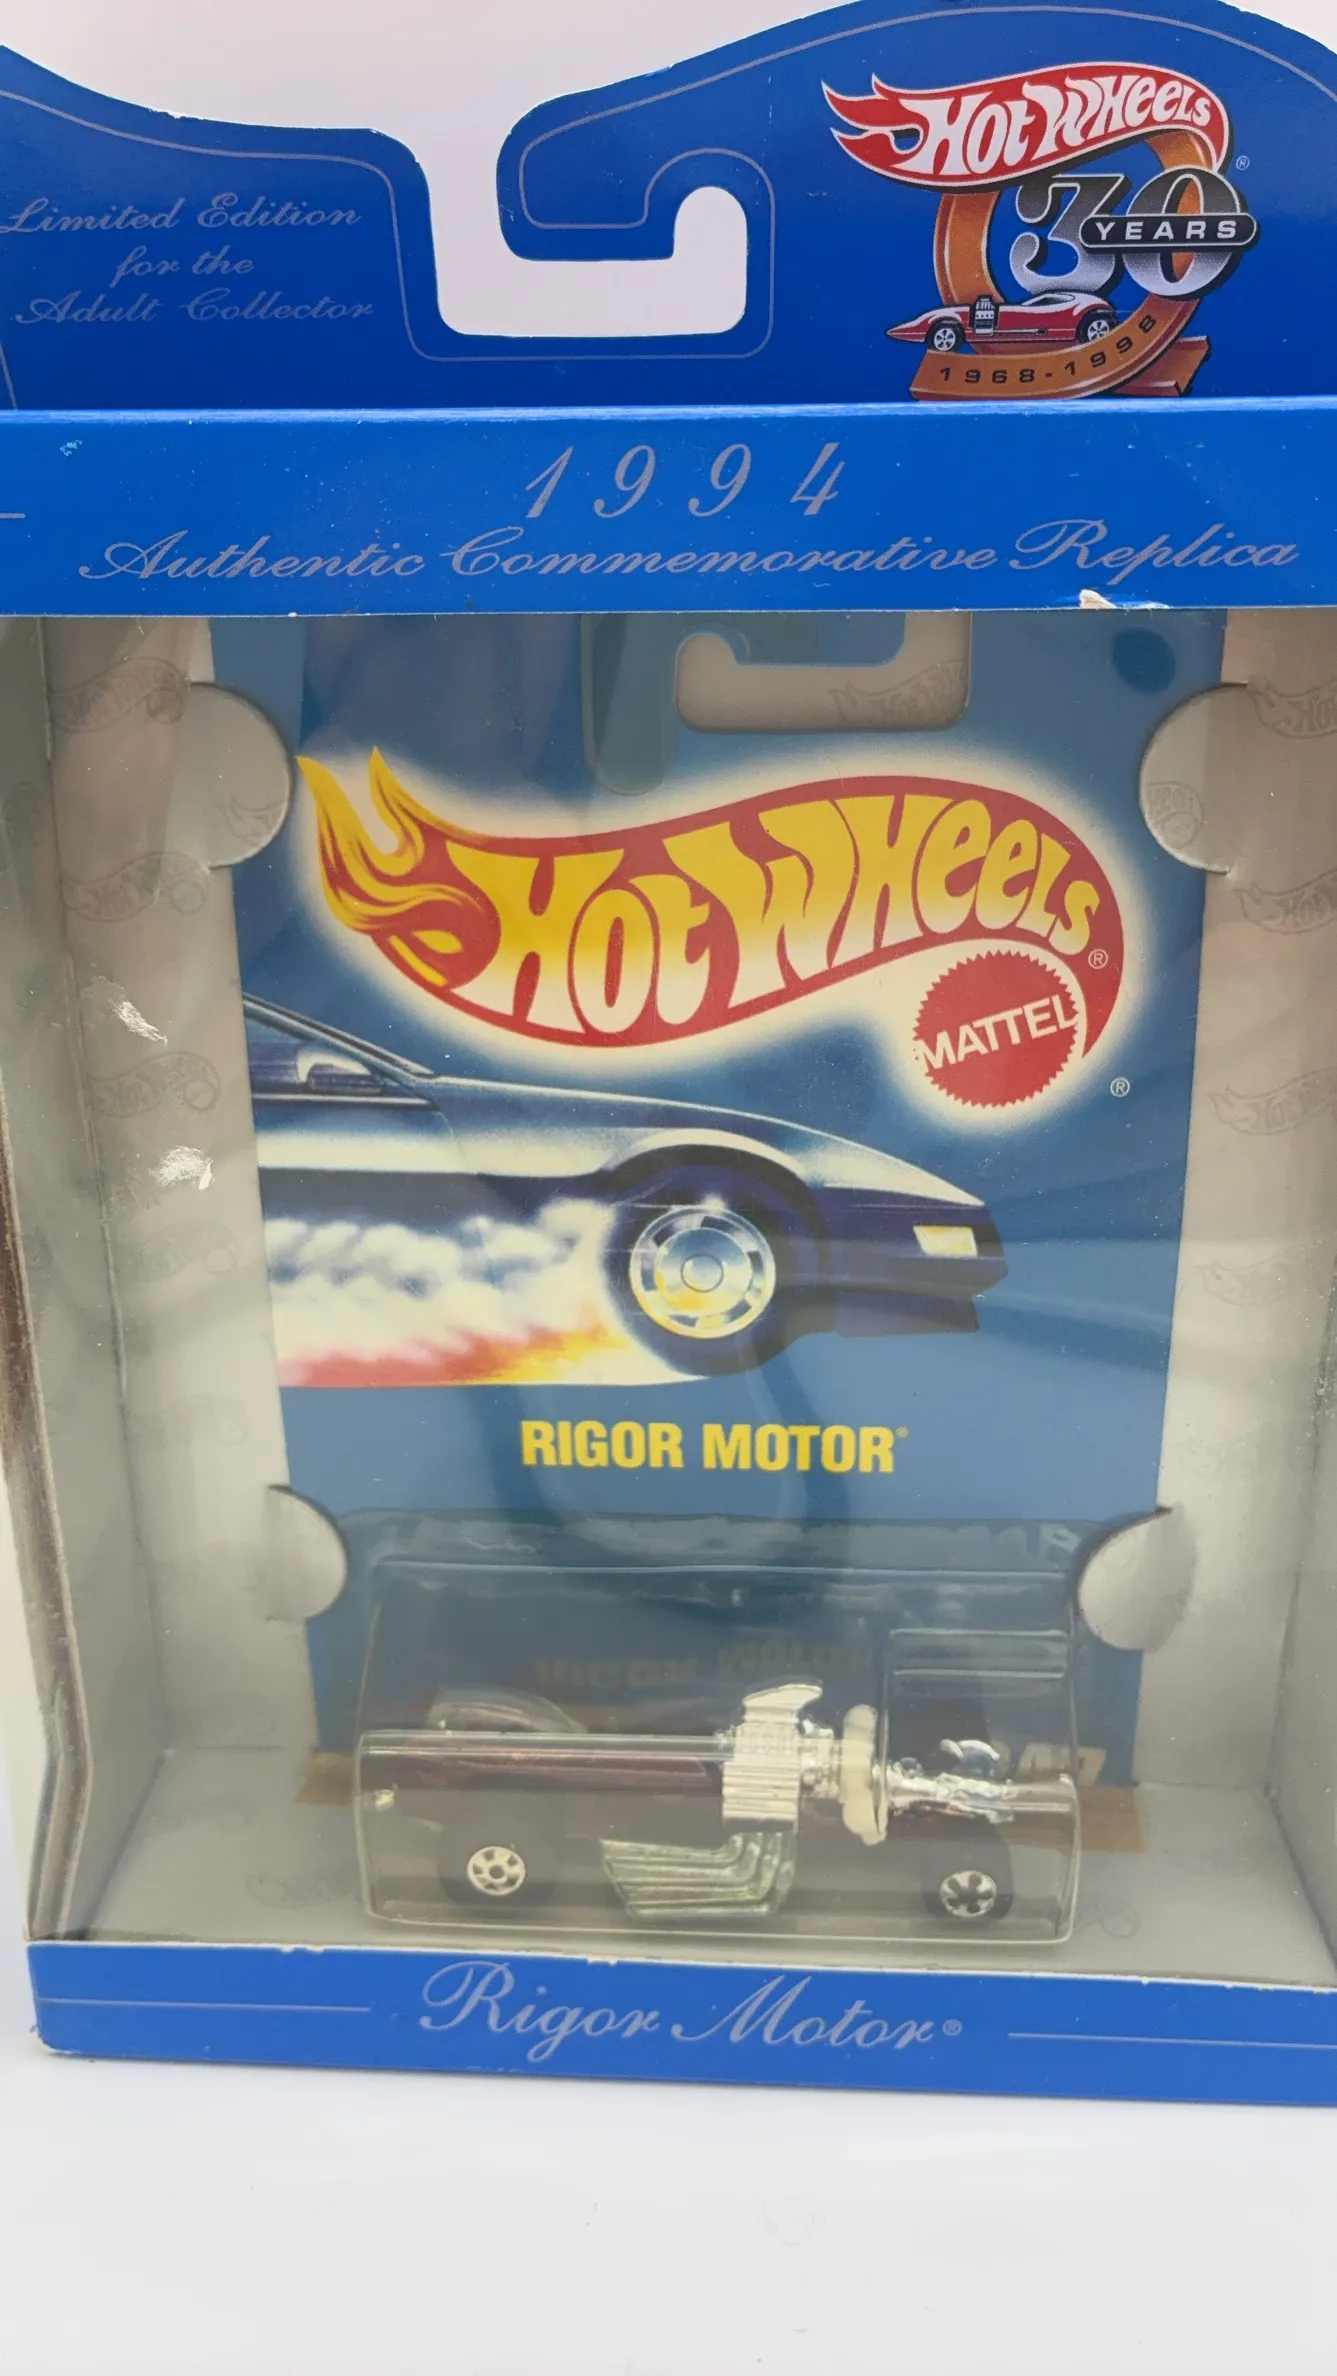 Hot Wheels®
30
YEARS
1968-1998
Limited Edition
for the
Adult Collector
1994
Authentic Commemorative Replica
Hot Wheels®
MATTEL
®
RIGOR MOTOR®
Rigor Motor®